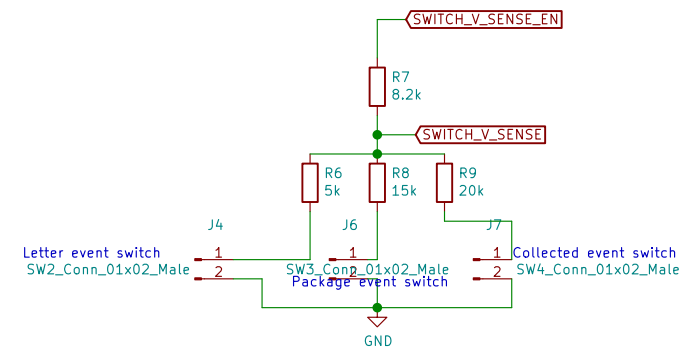 SWITCH_V_SENSE_EN
R7
8.2k
SWITCH_V_SENSE
R6
5k
R8
15k
R9
20k
J4
J6
J7
Letter event switch
1
1
1
Collected event switch
SW2_Conn_01x02_Male
2
SW3_Conn_01x02_Male
2
2
SW4_Conn_01x02_Male
Package event switch
GND